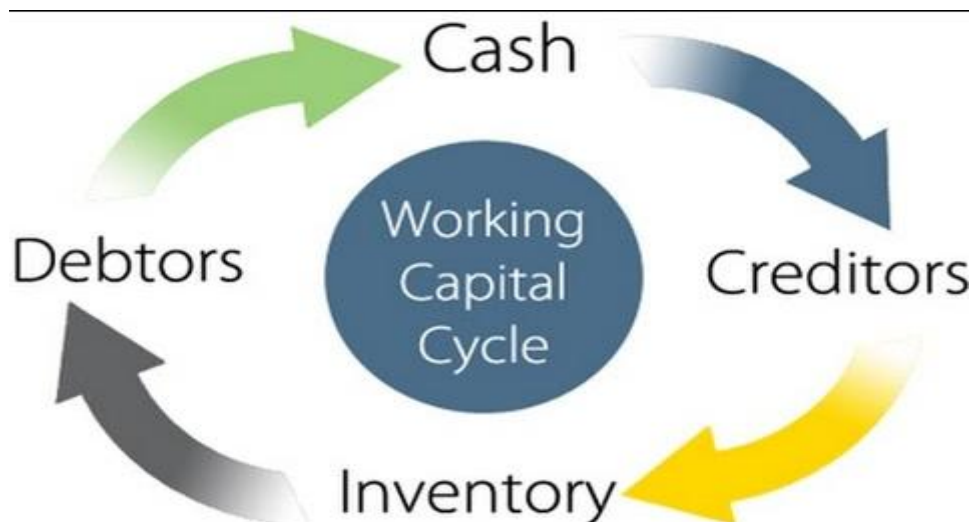 Cash
Working
Capital
Cycle
Debtors
Creditors
Inventory